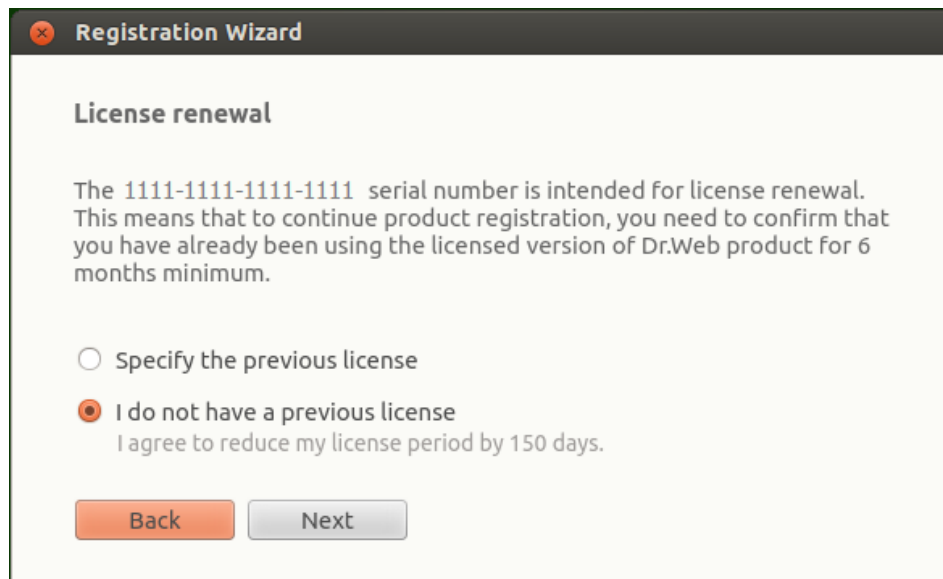 Registration Wizard
License renewal
The 1111-1111-1111-1111 serial number is intended for license renewal.
This means that to continue product registration, you need to confirm that
you have already been using the licensed version of Dr.Web product for 6
months minimum.
Specify the previous license
I do not have a previous license
I agree to reduce my license period by 150 days.
Back Next